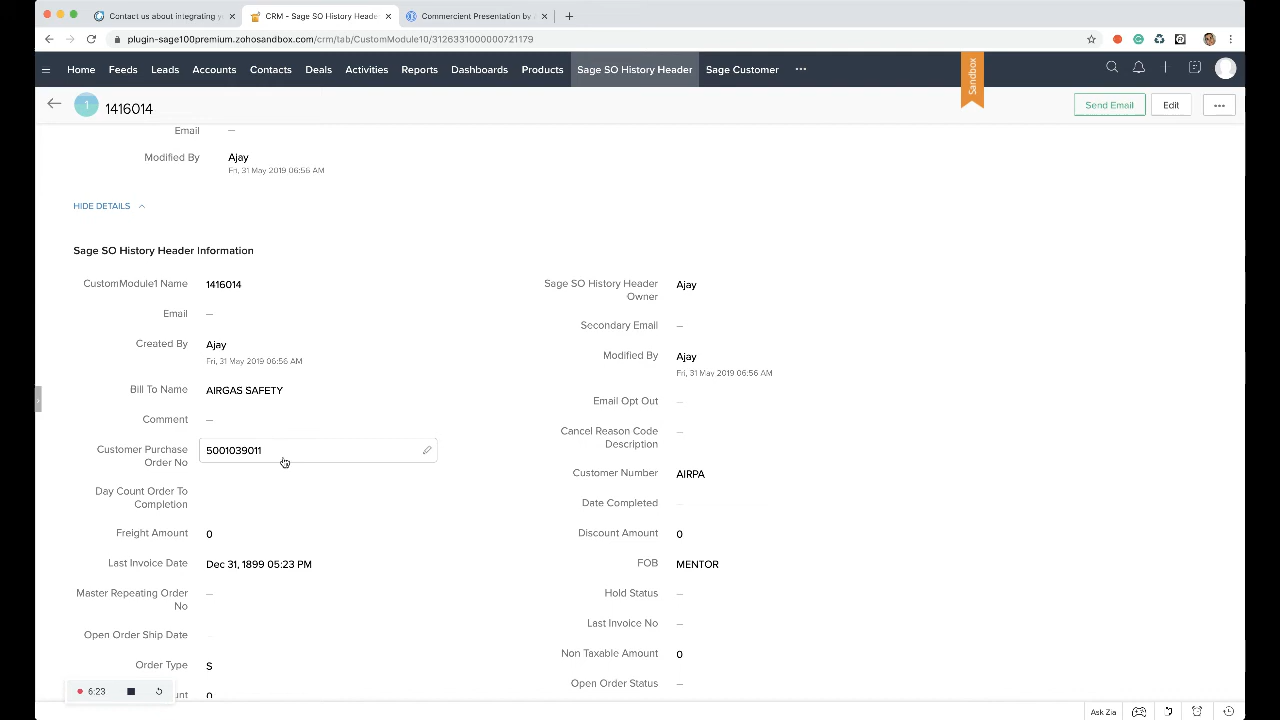 Contact us about integrating y
CRM - Sage SO History Heade
Commercient Presentation by
plugin-sage100premium.zohosandbox.com/crm/tab/CustomModule10/3126331000000721179
Home Feeds Leads Accounts Contacts Deals Activities Reports Dashboards Products Sage SO History Header Sage Customer
Sandbox
1 1416014
Send Email Edit
Email —
Modified By Ajay
Fri, 31 May 2019 06:56 AM
HIDE DETAILS
Sage SO History Header Information
CustomModule1 Name 1416014
Sage SO History Header
Owner
Ajay
Email —
Secondary Email —
Created By Ajay
Fri, 31 May 2019 06:56 AM
Modified By Ajay
Fri, 31 May 2019 06:56 AM
Bill To Name AIRGAS SAFETY
Email Opt Out —
Comment —
Cancel Reason Code
Description
—
Customer Purchase
Order No
5001039011
Customer Number AIRPA
Day Count Order To
Completion
Date Completed —
Freight Amount 0
Discount Amount 0
Last Invoice Date Dec 31, 1899 05:23 PM
FOB MENTOR
Master Repeating Order
No
—
Hold Status —
Last Invoice No —
Open Order Ship Date —
Non Taxable Amount 0
Order Type S
Open Order Status —
6:23
unt 0
Ask Zia